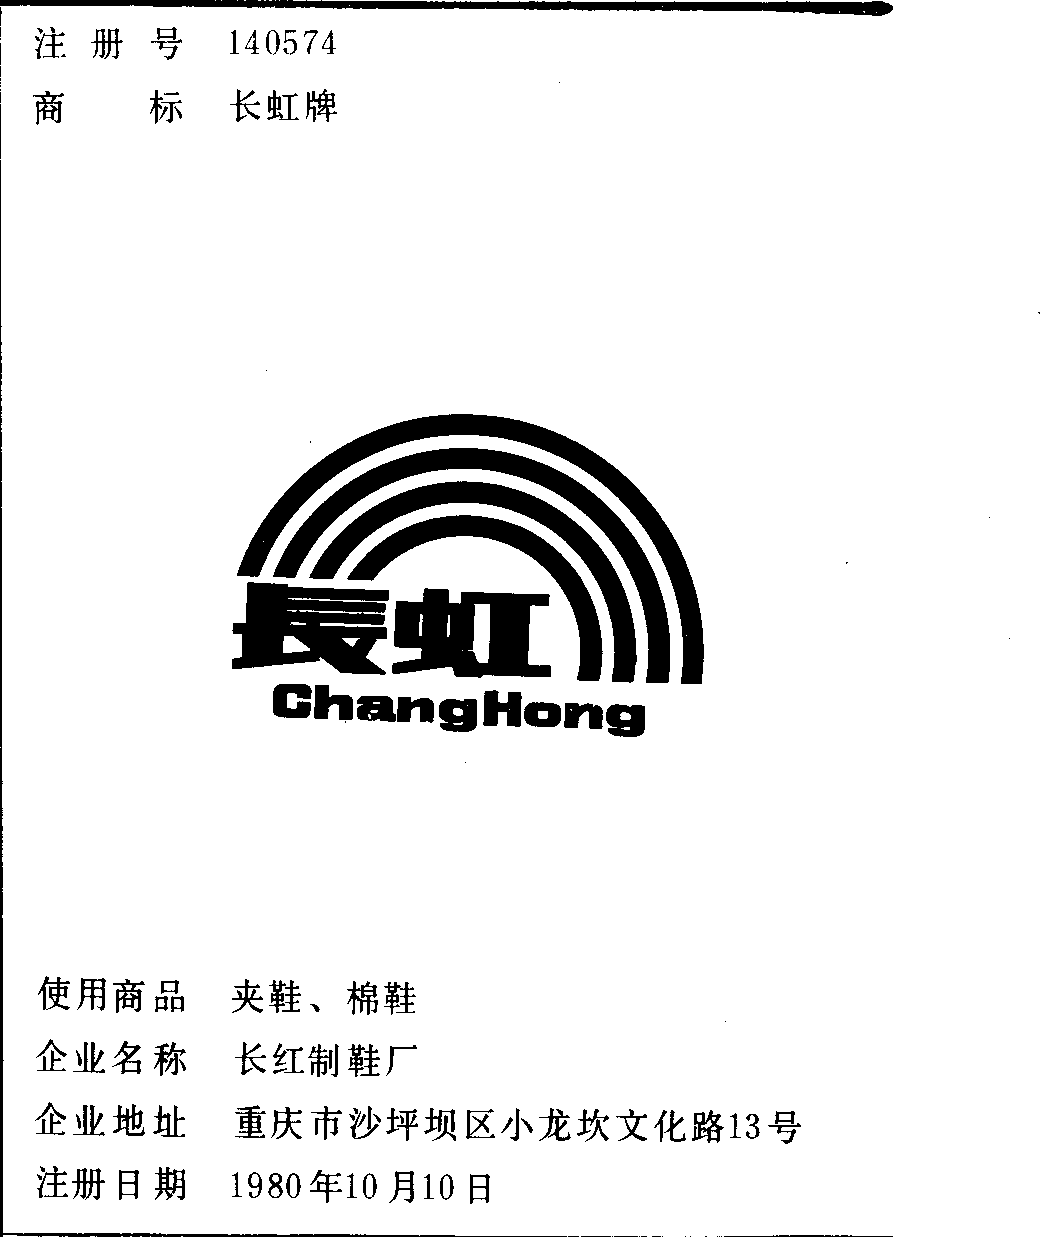 注册号 140574
商标 长虹牌
長虹
ChangHong
使用商品 夹鞋、棉鞋
企业名称 长红制鞋厂
企业地址 重庆市沙坪坝区小龙坎文化路13号
注册日期 1980年10月10日